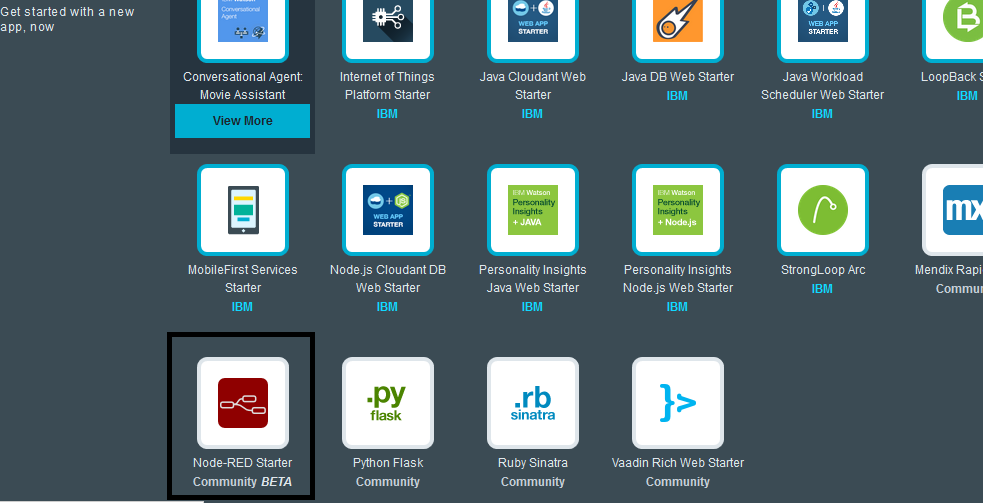 Get started with a new
app, now
IBM Watson
Conversational
Agent
WEB APP
STARTER
WEB APP
STARTER
Conversational Agent:
Movie Assistant
View More
Internet of Things
Platform Starter
IBM
Java Cloudant Web
Starter
IBM
Java DB Web Starter
IBM
Java Workload
Scheduler Web Starter
IBM
LoopBack S
IBM
WEB APP
STARTER
IBM Watson
Personality
Insights
+ JAVA
IBM Watson
Personality
Insights
+ Node.js
mx
MobileFirst Services
Starter
IBM
Node.js Cloudant DB
Web Starter
IBM
Personality Insights
Java Web Starter
IBM
Personality Insights
Node.js Web Starter
IBM
StrongLoop Arc
IBM
Mendix Rapi
Commun
.py
flask
.rb
sinatra
Node-RED Starter
Community BETA
Python Flask
Community
Ruby Sinatra
Community
Vaadin Rich Web Starter
Community